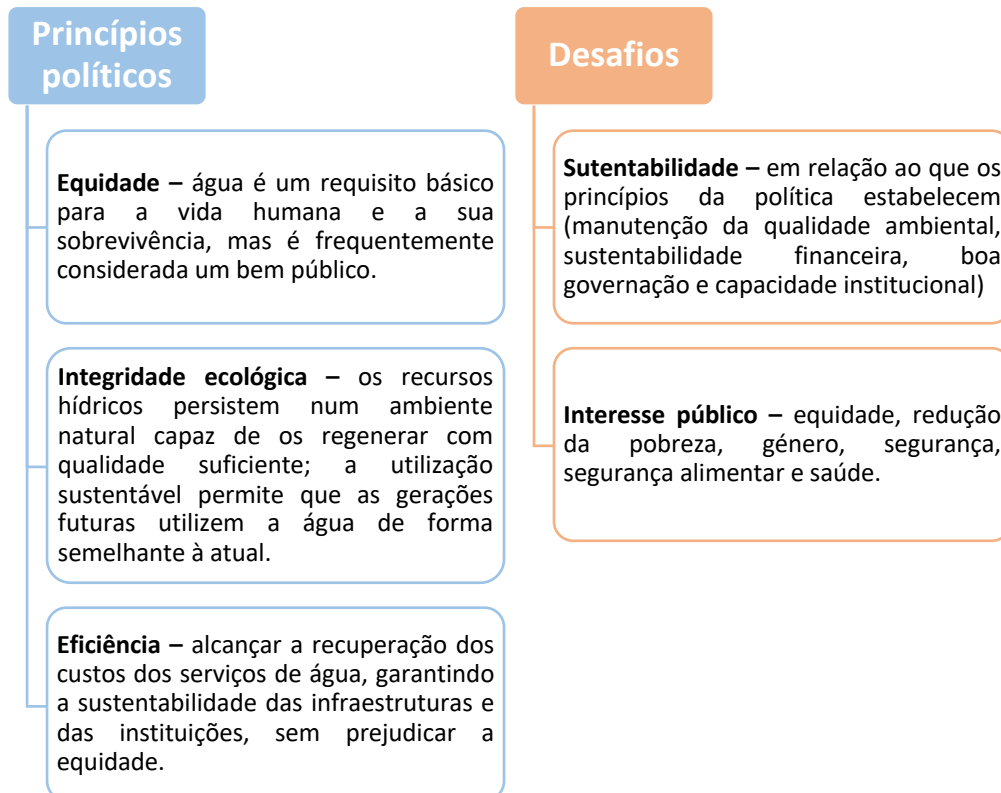 Princípios
políticos
Equidade – água é um requisito básico
para a vida humana e a sua
sobrevivência, mas é frequentemente
considerada um bem público.
Integridade ecológica – os recursos
hídricos persistem num ambiente
natural capaz de os regenerar com
qualidade suficiente; a utilização
sustentável permite que as gerações
futuras utilizem a água de forma
semelhante à atual.
Eficiência – alcançar a recuperação dos
custos dos serviços de água, garantindo
a sustentabilidade das infraestruturas e
das instituições, sem prejudicar a
equidade.
Desafios
Sutentabilidade – em relação ao que os
princípios da política estabelecem
(manutenção da qualidade ambiental,
sustentabilidade financeira, boa
governação e capacidade institucional)
Interesse público – equidade, redução
da pobreza, género, segurança,
segurança alimentar e saúde.